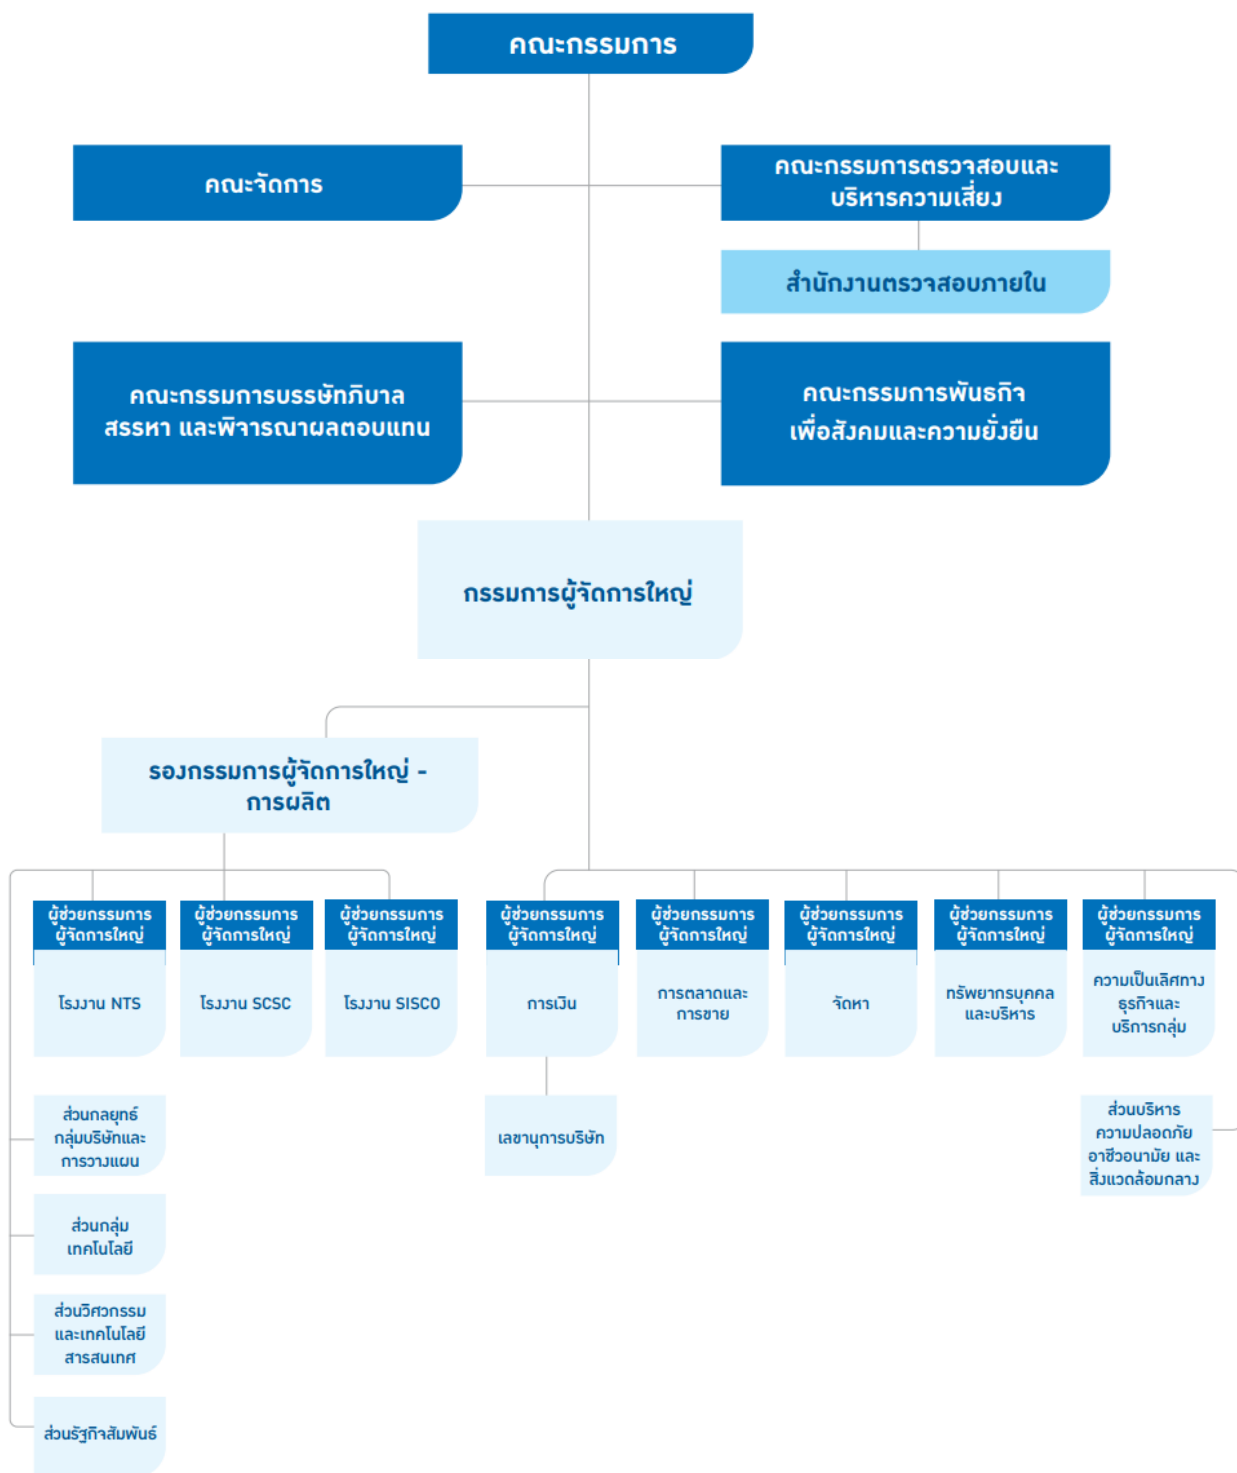 คณะกรรมการ
คณะจัดการ
คณะกรรมการตรวจสอบและ
บริหารความเสี่ยง
สำนักงานตรวจสอบภายใน
คณะกรรมการบรรษัทภิบาล
สรรหา และพิจารณาผลตอบแทน
คณะกรรมการพันธกิจ
เพื่อสังคมและความยั่งยืน
กรรมการผู้จัดการใหญ่
รองกรรมการผู้จัดการใหญ่ -
การผลิต
ผู้ช่วยกรรมการ
ผู้จัดการใหญ่
โรงงาน NTS
ผู้ช่วยกรรมการ
ผู้จัดการใหญ่
โรงงาน SCSC
ผู้ช่วยกรรมการ
ผู้จัดการใหญ่
โรงงาน SISCO
ผู้ช่วยกรรมการ
ผู้จัดการใหญ่
การเงิน
ผู้ช่วยกรรมการ
ผู้จัดการใหญ่
การตลาดและ
การขาย
ผู้ช่วยกรรมการ
ผู้จัดการใหญ่
จัดหา
ผู้ช่วยกรรมการ
ผู้จัดการใหญ่
ทรัพยากรบุคคล
และบริหาร
ผู้ช่วยกรรมการ
ผู้จัดการใหญ่
ความเป็นเลิศทาง
ธุรกิจและ
บริการกลุ่ม
ส่วนกลยุทธ์
กลุ่มบริษัทและ
การวางแผน
เลขานุการบริษัท
ส่วนบริหาร
ความปลอดภัย
อาชีวอนามัย และ
สิ่งแวดล้อมกลาง
ส่วนกลุ่ม
เทคโนโลยี
ส่วนวิศวกรรม
และเทคโนโลยี
สารสนเทศ
ส่วนรัฐกิจสัมพันธ์